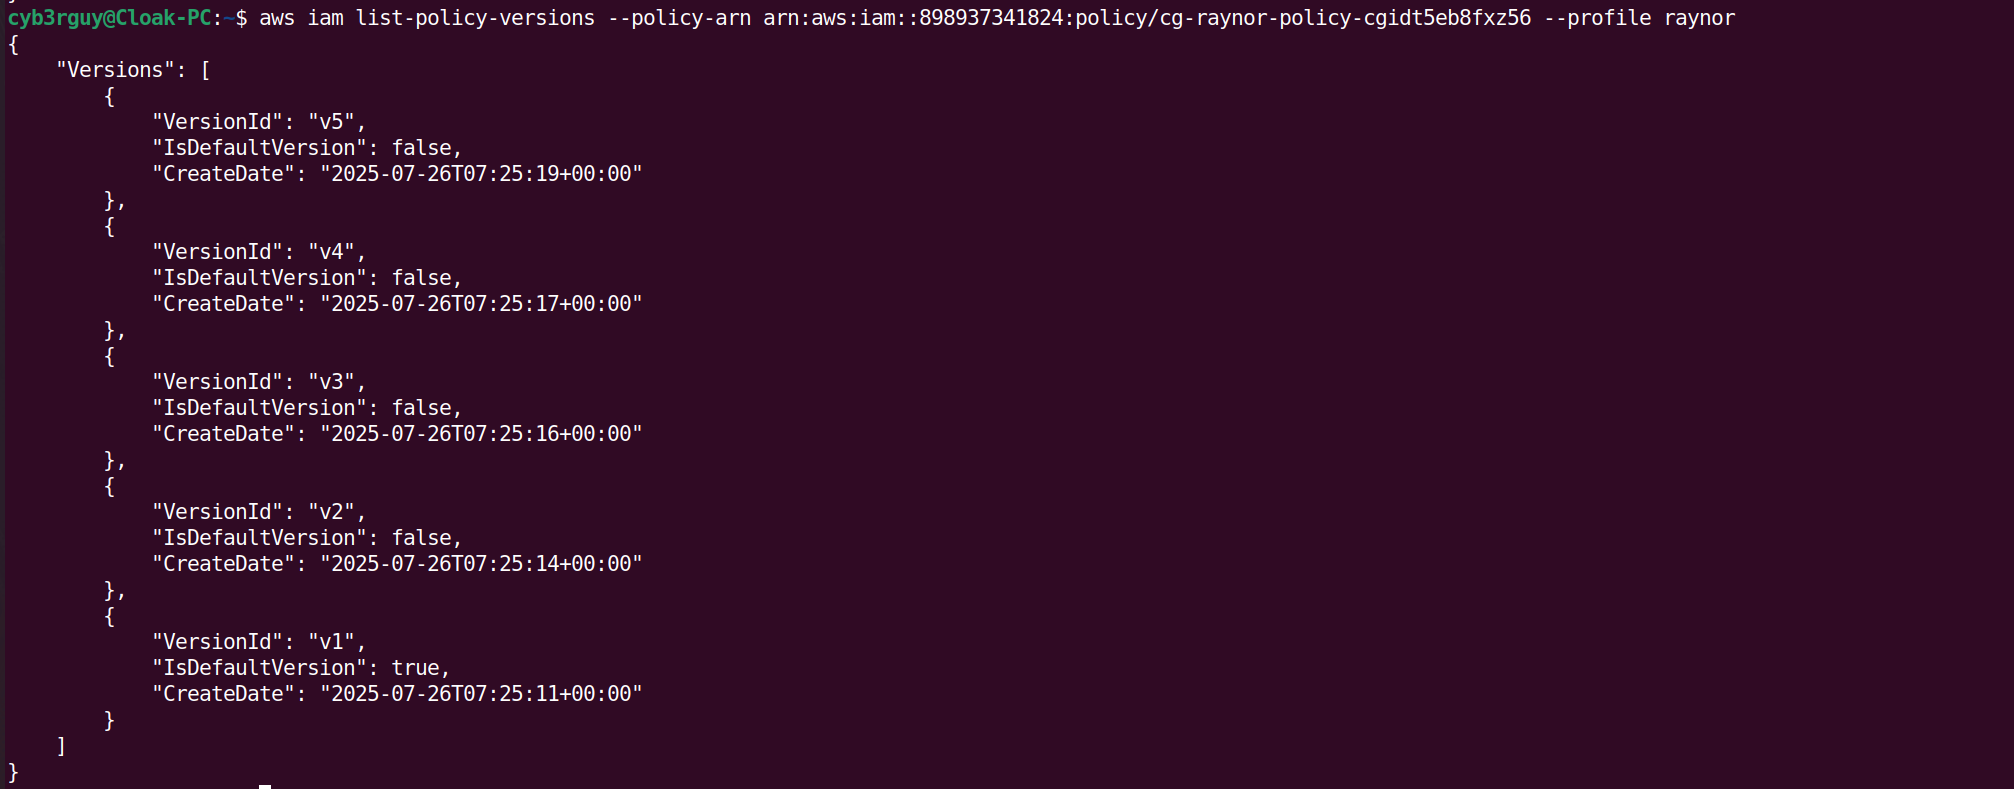 cyb3rguy@Cloak-PC:~$ aws iam list-policy-versions --policy-arn arn:aws:iam::898937341824:policy/cg-raynor-policy-cgidt5eb8fxz56 --profile raynor
{
    "Versions": [
        {
            "VersionId": "v5",
            "IsDefaultVersion": false,
            "CreateDate": "2025-07-26T07:25:19+00:00"
        },
        {
            "VersionId": "v4",
            "IsDefaultVersion": false,
            "CreateDate": "2025-07-26T07:25:17+00:00"
        },
        {
            "VersionId": "v3",
            "IsDefaultVersion": false,
            "CreateDate": "2025-07-26T07:25:16+00:00"
        },
        {
            "VersionId": "v2",
            "IsDefaultVersion": false,
            "CreateDate": "2025-07-26T07:25:14+00:00"
        },
        {
            "VersionId": "v1",
            "IsDefaultVersion": true,
            "CreateDate": "2025-07-26T07:25:11+00:00"
        }
    ]
}